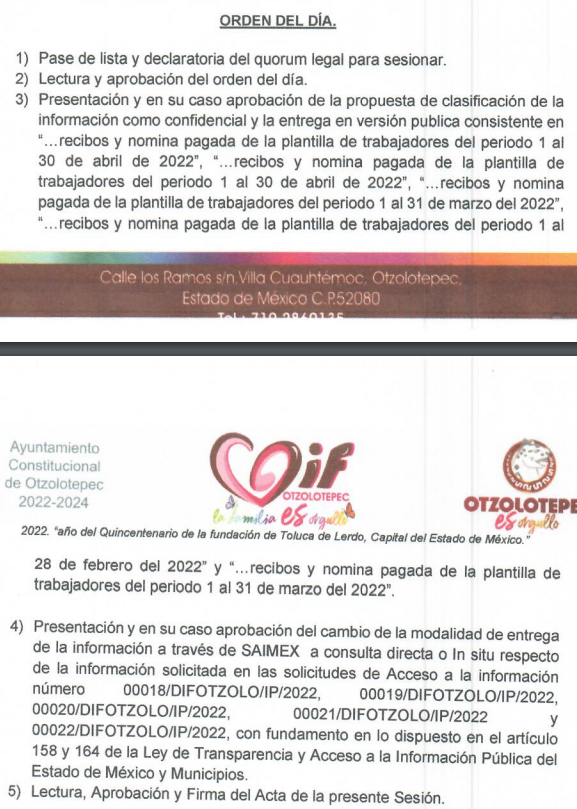 ORDEN DEL DÍA.
1) Pase de lista y declaratoria del quorum legal para sesionar.
2) Lectura y aprobación del orden del día.
3) Presentación y en su caso aprobación de la propuesta de clasificación de la
información como confidencial y la entrega en versión publica consistente en
“...recibos y nomina pagada de la plantilla de trabajadores del periodo 1 al
30 de abril de 2022”, “...recibos y nomina pagada de la plantilla de
trabajadores del periodo 1 al 30 de abril de 2022”, “...recibos y nomina
pagada de la plantilla de trabajadores del periodo 1 al 31 de marzo del 2022”,
“...recibos y nomina pagada de la plantilla de trabajadores del periodo 1 al
Calle los Ramos s/n,Villa Cuauhtémoc, Otzolotepec,
Estado de México C.P.52080
Tel.: 719 2860135
Ayuntamiento
Constitucional
de Otzolotepec
2022-2024
Dif
OTZOLOTEPEC
la familia es orgullo
OTZOLOTEPE
es orgullo
2022. “año del Quincentenario de la fundación de Toluca de Lerdo, Capital del Estado de México.”
28 de febrero del 2022” y “...recibos y nomina pagada de la plantilla de
trabajadores del periodo 1 al 31 de marzo del 2022”.
4) Presentación y en su caso aprobación del cambio de la modalidad de entrega
de la información a través de SAIMEX a consulta directa o In situ respecto
de la información solicitada en las solicitudes de Acceso a la información
número 00018/DIFOTZOLO/IP/2022, 00019/DIFOTZOLO/IP/2022,
00020/DIFOTZOLO/IP/2022, 00021/DIFOTZOLO/IP/2022 y
00022/DIFOTZOLO/IP/2022, con fundamento en lo dispuesto en el artículo
158 y 164 de la Ley de Transparencia y Acceso a la Información Pública del
Estado de México y Municipios.
5) Lectura, Aprobación y Firma del Acta de la presente Sesión.